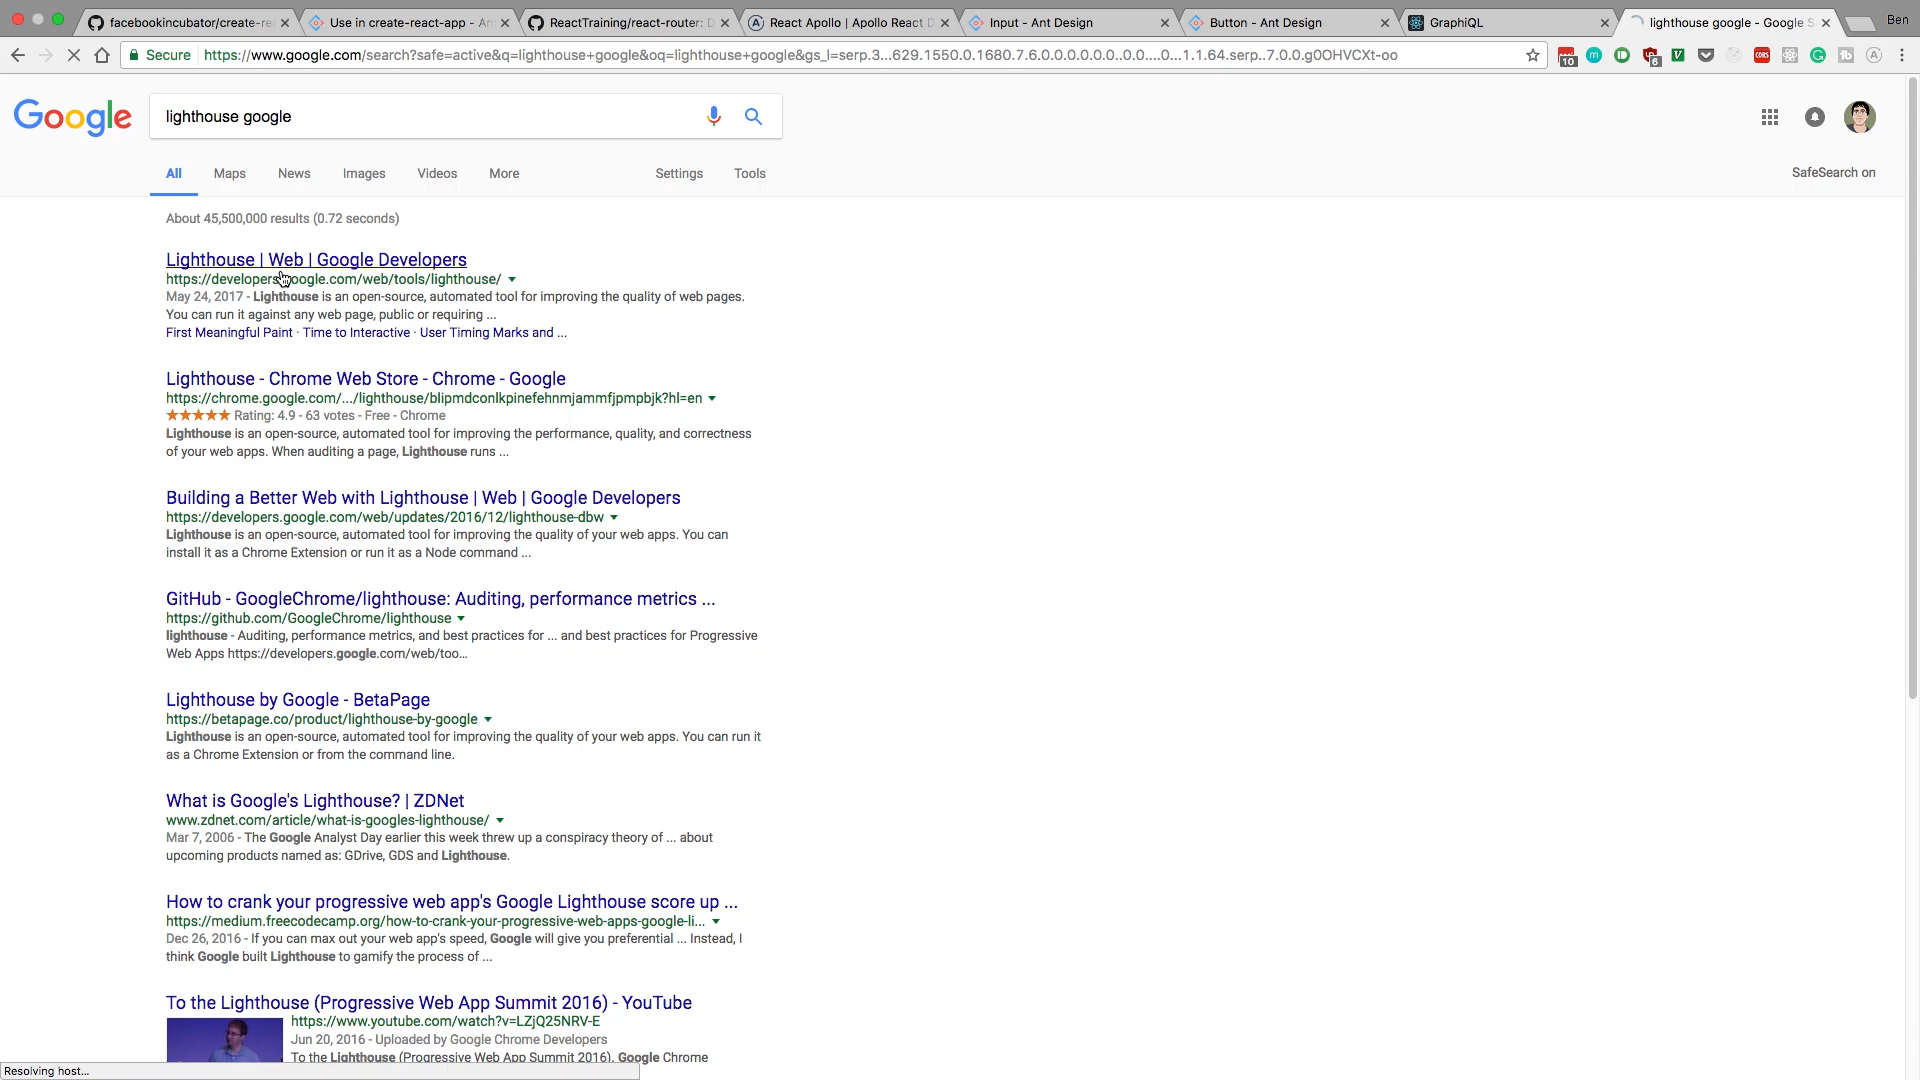 facebookincubator/create-re
Use in create-react-app - An
ReactTraining/react-router: D
React Apollo | Apollo React D
Input - Ant Design
Button - Ant Design
GraphiQL
lighthouse google - Google S
Ben
Secure https://www.google.com/search?safe=active&q=lighthouse+google&oq=lighthouse+google&gs_l=serp.3...629.1550.0.1680.7.6.0.0.0.0.0.0..0.0....0...1.1.64.serp..7.0.0.g0OHVCXt-oo
10
6
CORS
Google
lighthouse google
All Maps News Images Videos More Settings Tools
SafeSearch on
About 45,500,000 results (0.72 seconds)
Lighthouse | Web | Google Developers
https://developers.google.com/web/tools/lighthouse/
May 24, 2017 - Lighthouse is an open-source, automated tool for improving the quality of web pages.
You can run it against any web page, public or requiring ...
First Meaningful Paint · Time to Interactive · User Timing Marks and ...
Lighthouse - Chrome Web Store - Chrome - Google
https://chrome.google.com/.../lighthouse/blipmdconlkpinefehnmjammfjpmpbjk?hl=en
Rating: 4.9 - 63 votes - Free - Chrome
Lighthouse is an open-source, automated tool for improving the performance, quality, and correctness
of your web apps. When auditing a page, Lighthouse runs ...
Building a Better Web with Lighthouse | Web | Google Developers
https://developers.google.com/web/updates/2016/12/lighthouse-dbw
Lighthouse is an open-source, automated tool for improving the quality of your web apps. You can
install it as a Chrome Extension or run it as a Node command ...
GitHub - GoogleChrome/lighthouse: Auditing, performance metrics ...
https://github.com/GoogleChrome/lighthouse
lighthouse - Auditing, performance metrics, and best practices for ... and best practices for Progressive
Web Apps https://developers.google.com/web/too...
Lighthouse by Google - BetaPage
https://betapage.co/product/lighthouse-by-google
Lighthouse is an open-source, automated tool for improving the quality of your web apps. You can run it
as a Chrome Extension or from the command line.
What is Google's Lighthouse? | ZDNet
www.zdnet.com/article/what-is-googles-lighthouse/
Mar 7, 2006 - The Google Analyst Day earlier this week threw up a conspiracy theory of ... about
upcoming products named as: GDrive, GDS and Lighthouse.
How to crank your progressive web app's Google Lighthouse score up ...
https://medium.freecodecamp.org/how-to-crank-your-progressive-web-apps-google-li...
Dec 26, 2016 - If you can max out your web app's speed, Google will give you preferential ... Instead, I
think Google built Lighthouse to gamify the process of ...
To the Lighthouse (Progressive Web App Summit 2016) - YouTube
https://www.youtube.com/watch?v=LZjQ25NRV-E
Jun 20, 2016 - Uploaded by Google Chrome Developers
To the Lighthouse (Progressive Web App Summit 2016). Google Chrome
Resolving host...